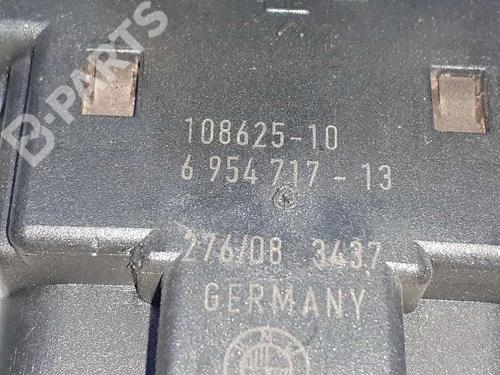 B-PARTS
108625-10
6 954 717 - 13
276/08 3437
GERMANY